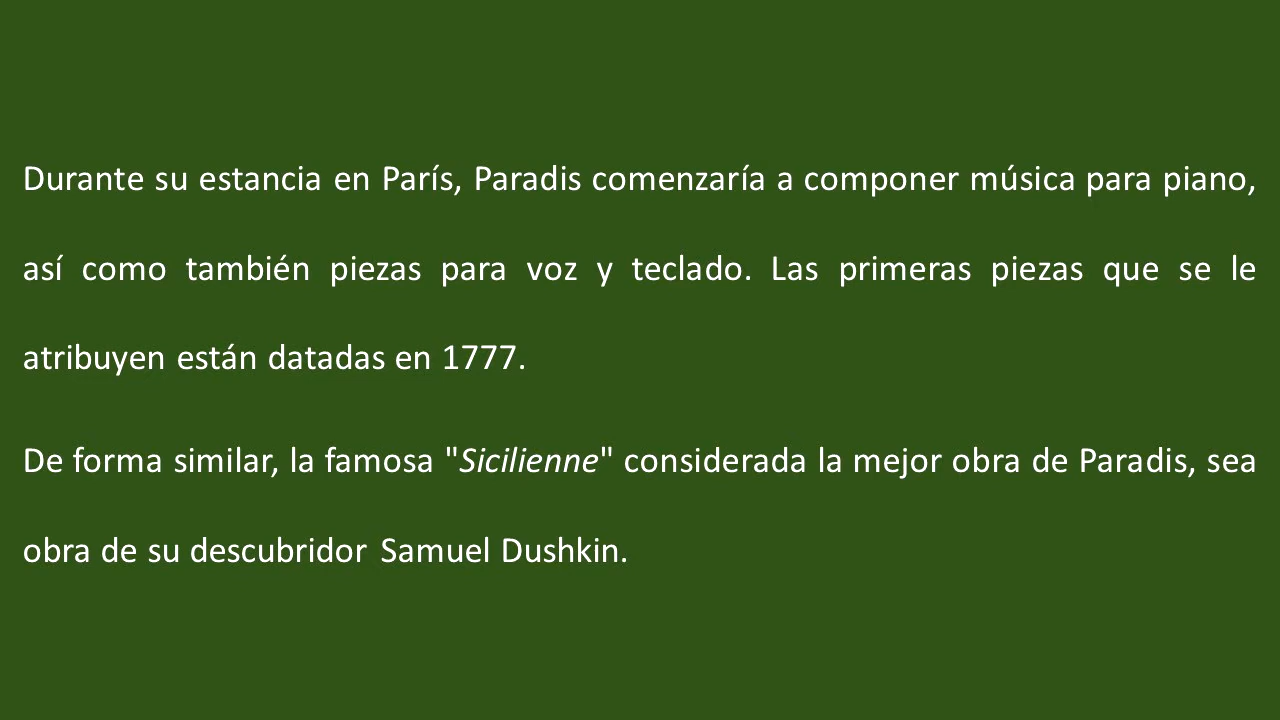 Durante su estancia en París, Paradis comenzaría a componer música para piano,
así como también piezas para voz y teclado. Las primeras piezas que se le
atribuyen están datadas en 1777.
De forma similar, la famosa "Sicilienne" considerada la mejor obra de Paradis, sea
obra de su descubridor Samuel Dushkin.